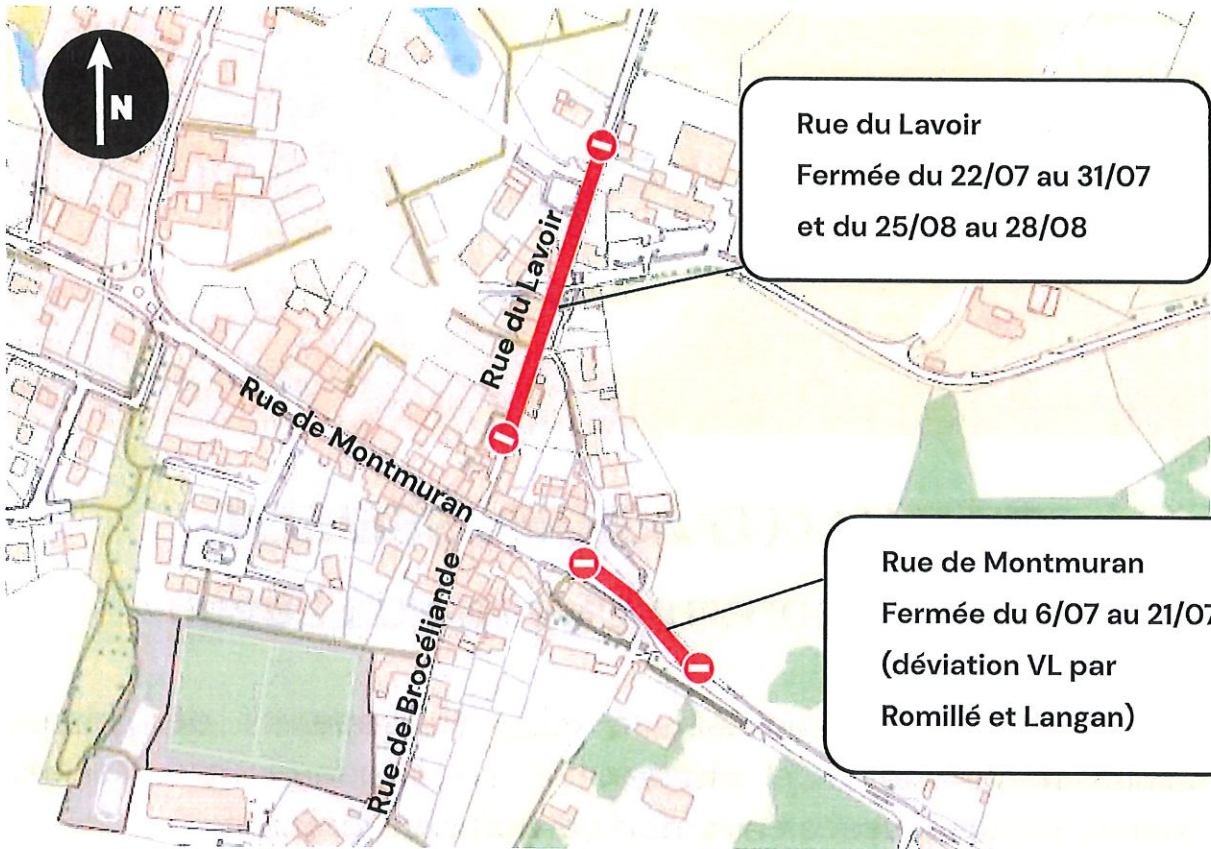 N
Rue du Lavoir
Fermée du 22/07 au 31/07
et du 25/08 au 28/08
Rue du Lavoir
Rue de Montmuran
Rue de Brocéliande
Rue de Montmuran
Fermée du 6/07 au 21/07
(déviation VL par
Romillé et Langan)